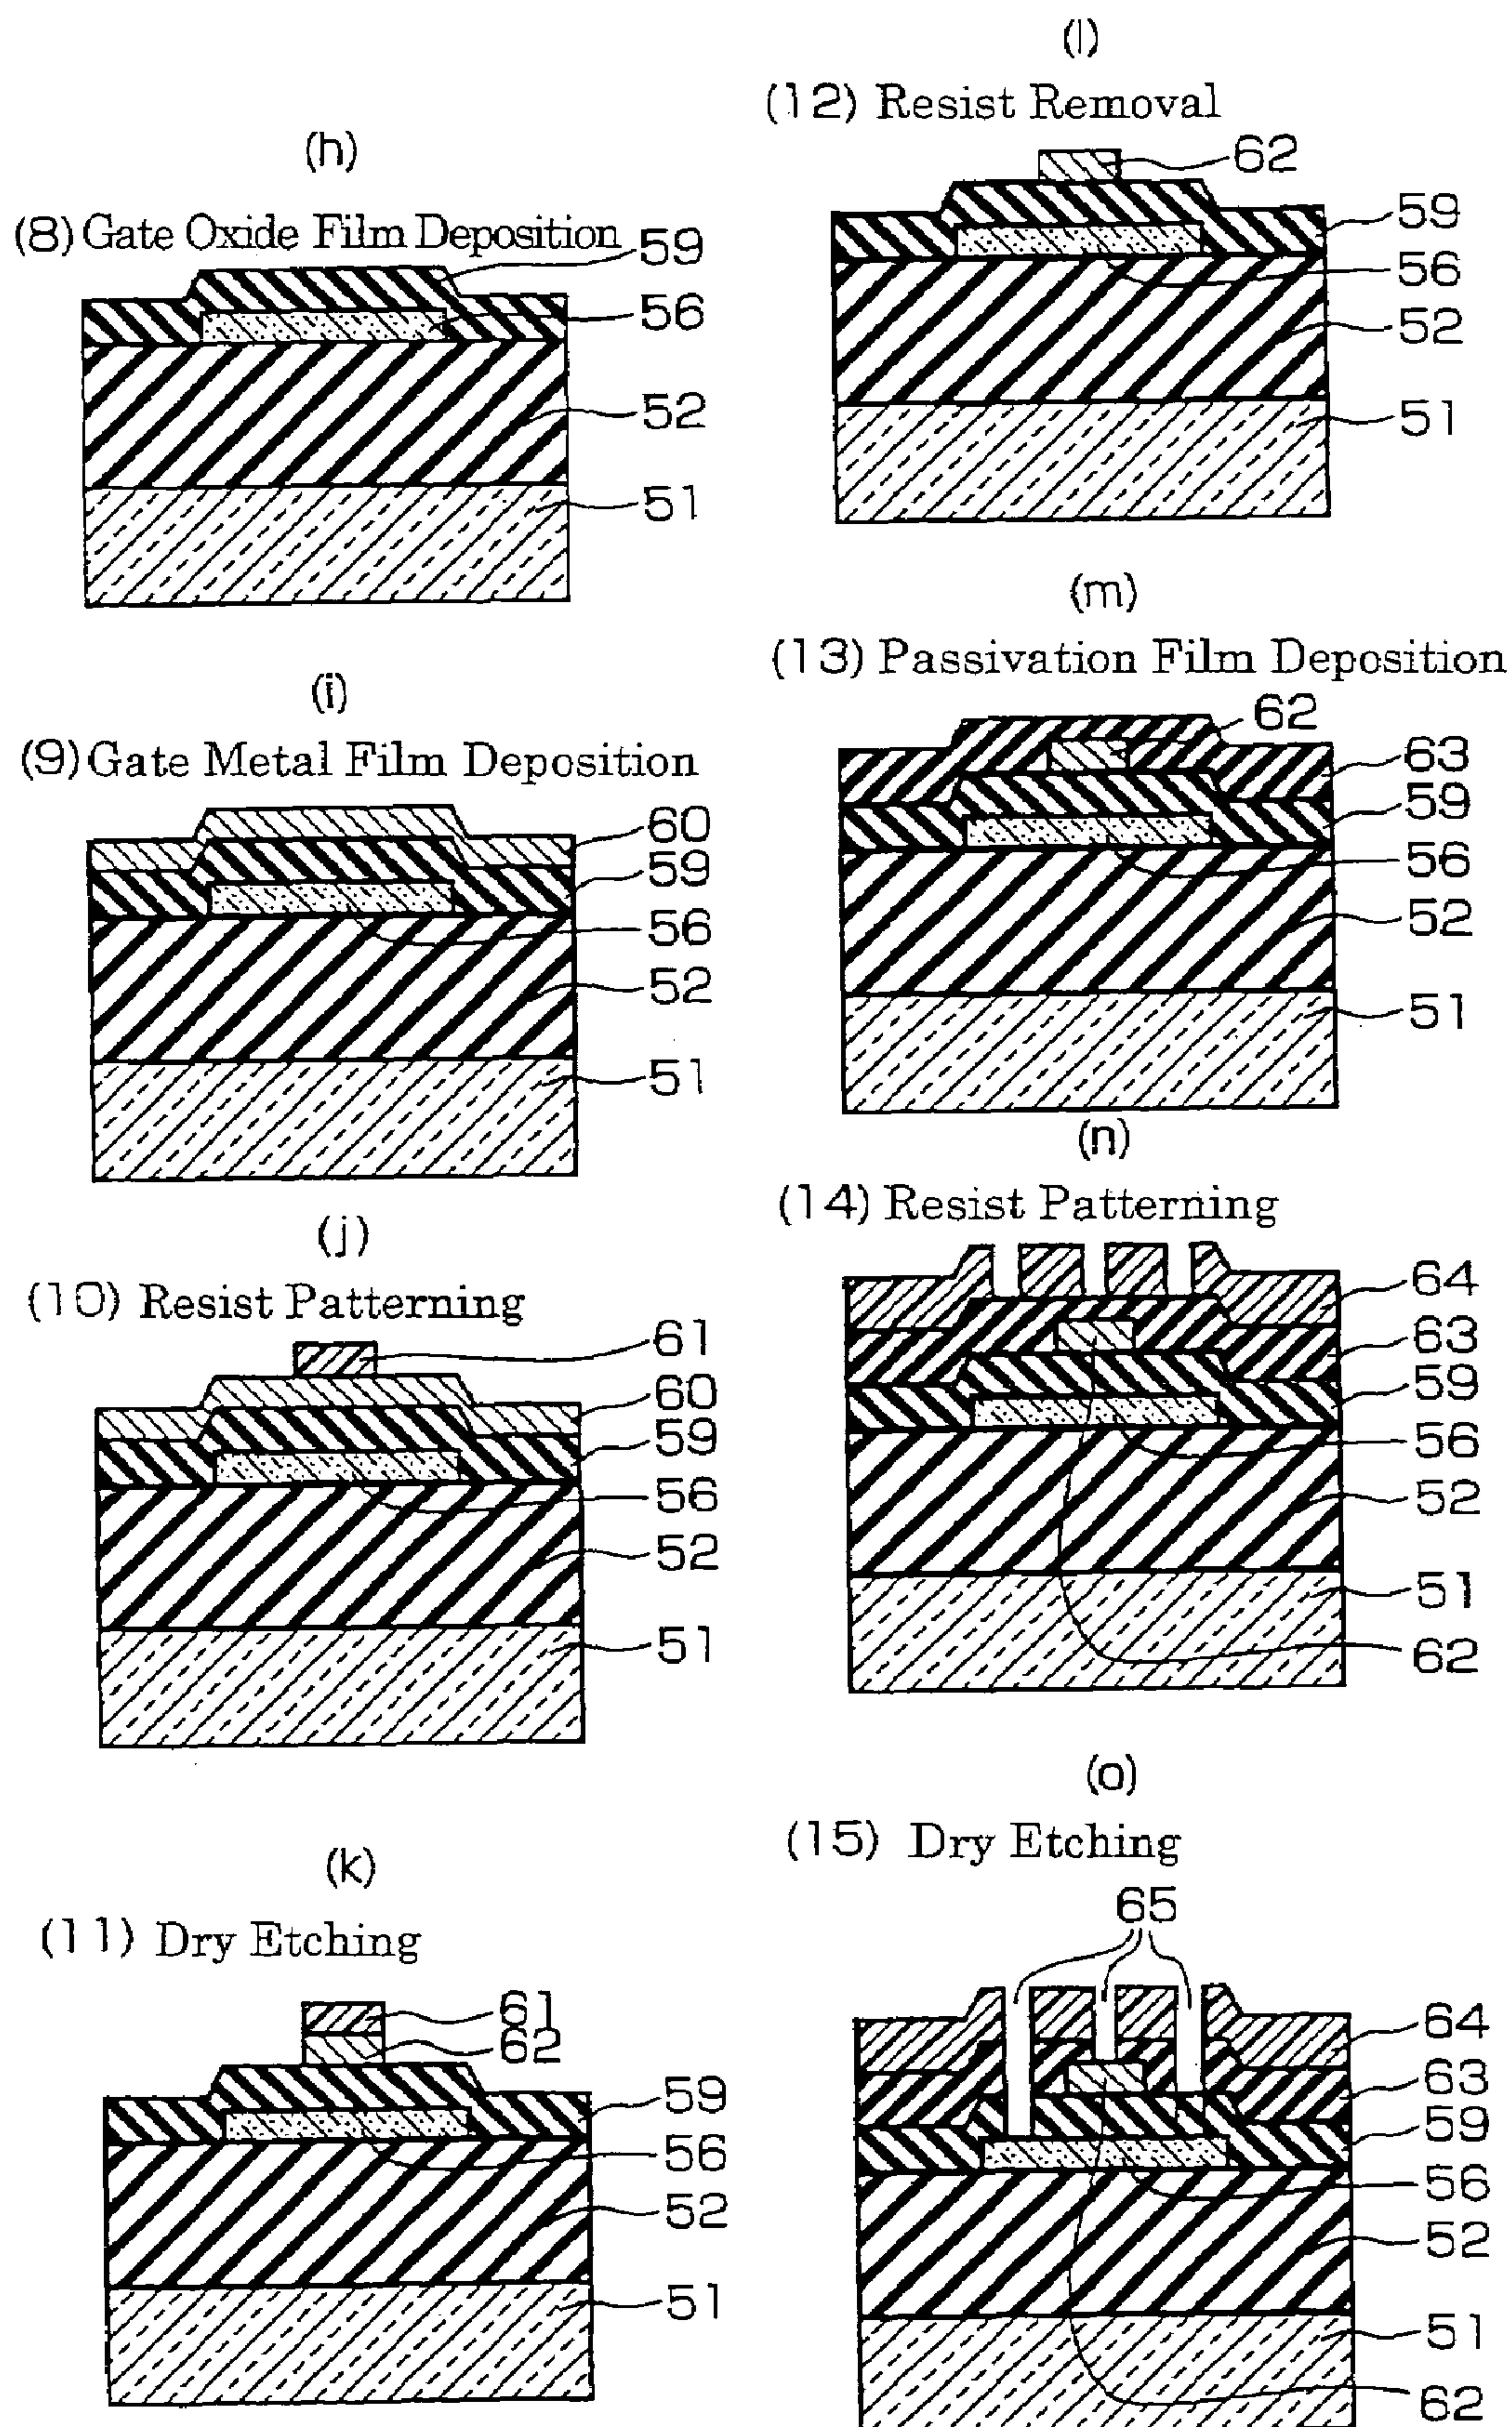 (h)
(8) Gate Oxide Film Deposition
59
56
52
51
(i)
(9) Gate Metal Film Deposition
60
59
56
52
51
(j)
(10) Resist Patterning
61
60
59
56
52
51
(k)
(11) Dry Etching
61
62
59
56
52
51
(l)
(12) Resist Removal
62
59
56
52
51
(m)
(13) Passivation Film Deposition
62
63
59
56
52
51
(n)
(14) Resist Patterning
64
63
59
56
52
51
62
(o)
(15) Dry Etching
65
64
63
59
56
52
51
62